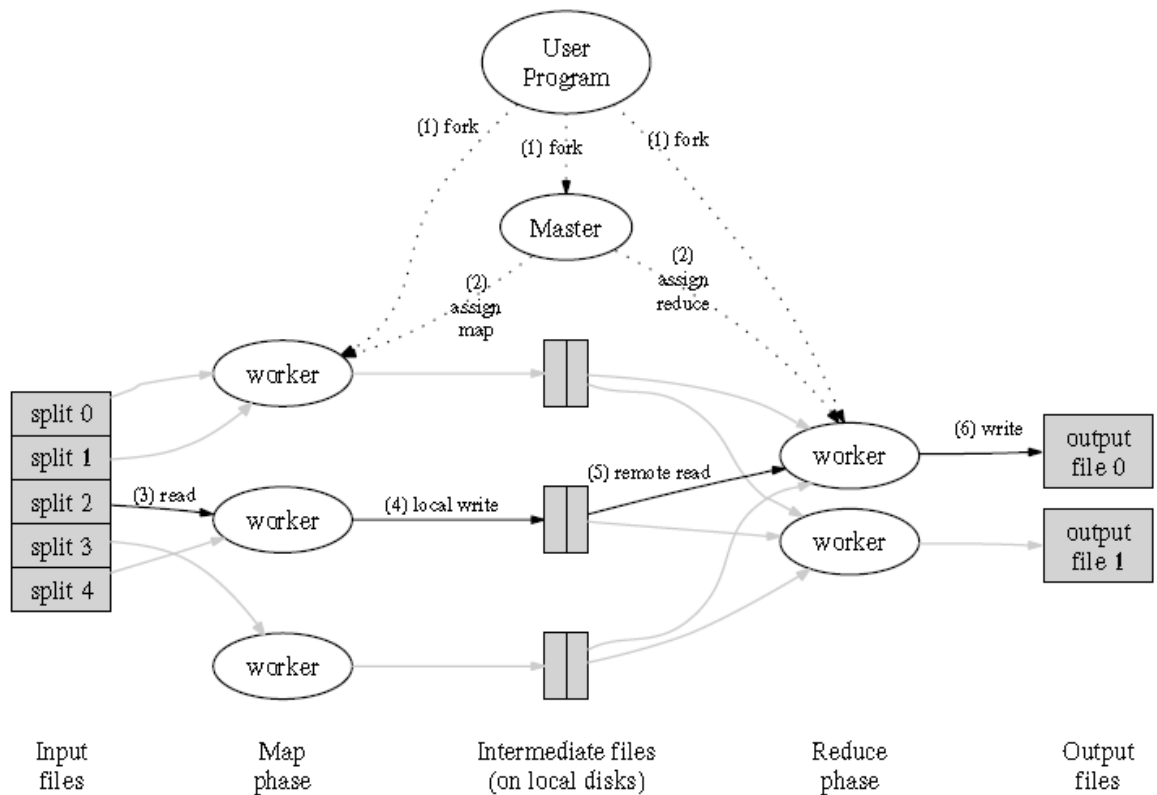 User
Program
(1) fork
(1) fork
(1) fork
Master
(2)
assign
map
(2)
assign
reduce
worker
split 0
split 1
split 2
split 3
split 4
(3) read
worker
(4) local write
(5) remote read
worker
(6) write
output
file 0
worker
output
file 1
worker
Input
files
Map
phase
Intermediate files
(on local disks)
Reduce
phase
Output
files